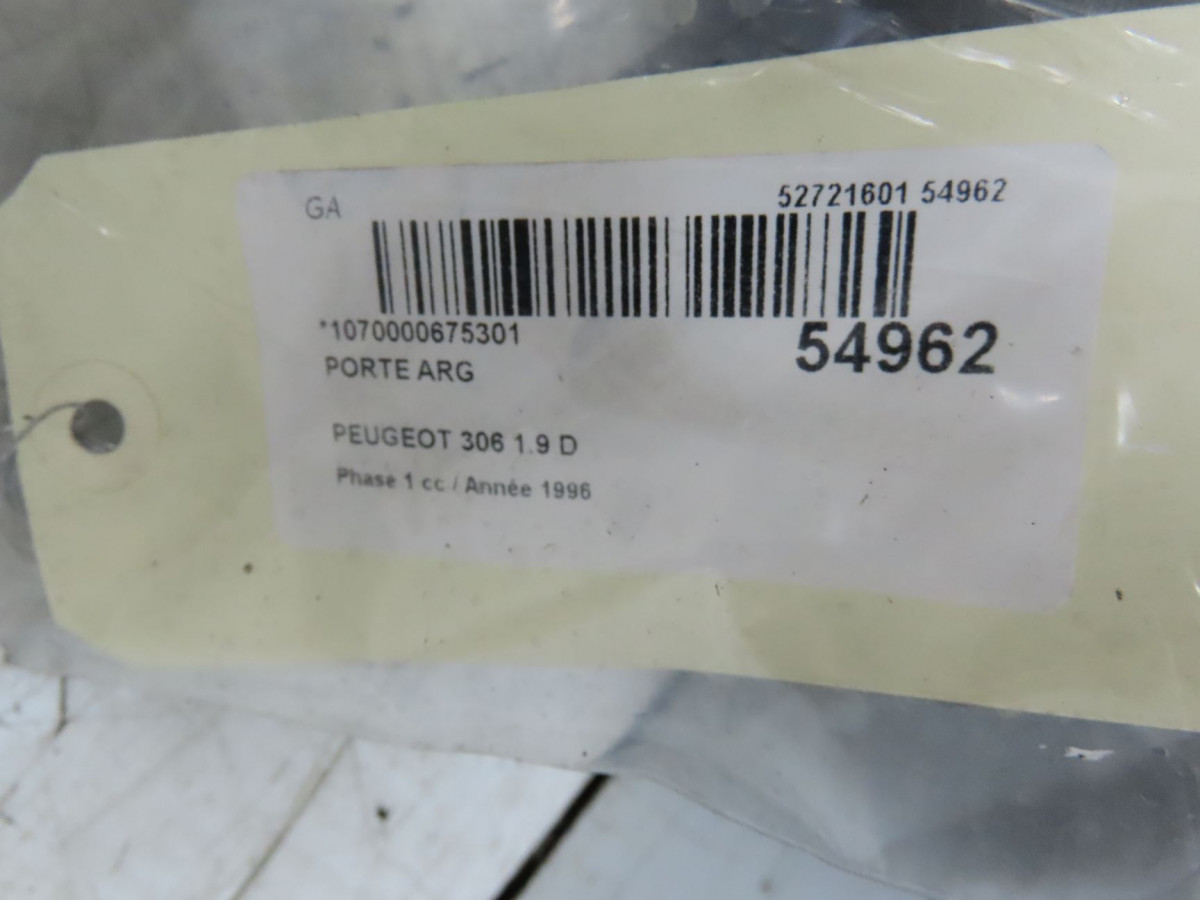 GA
52721601 54962
*1070000675301
54962
PORTE ARG
PEUGEOT 306 1.9 D
Phase 1 cc / Année 1996